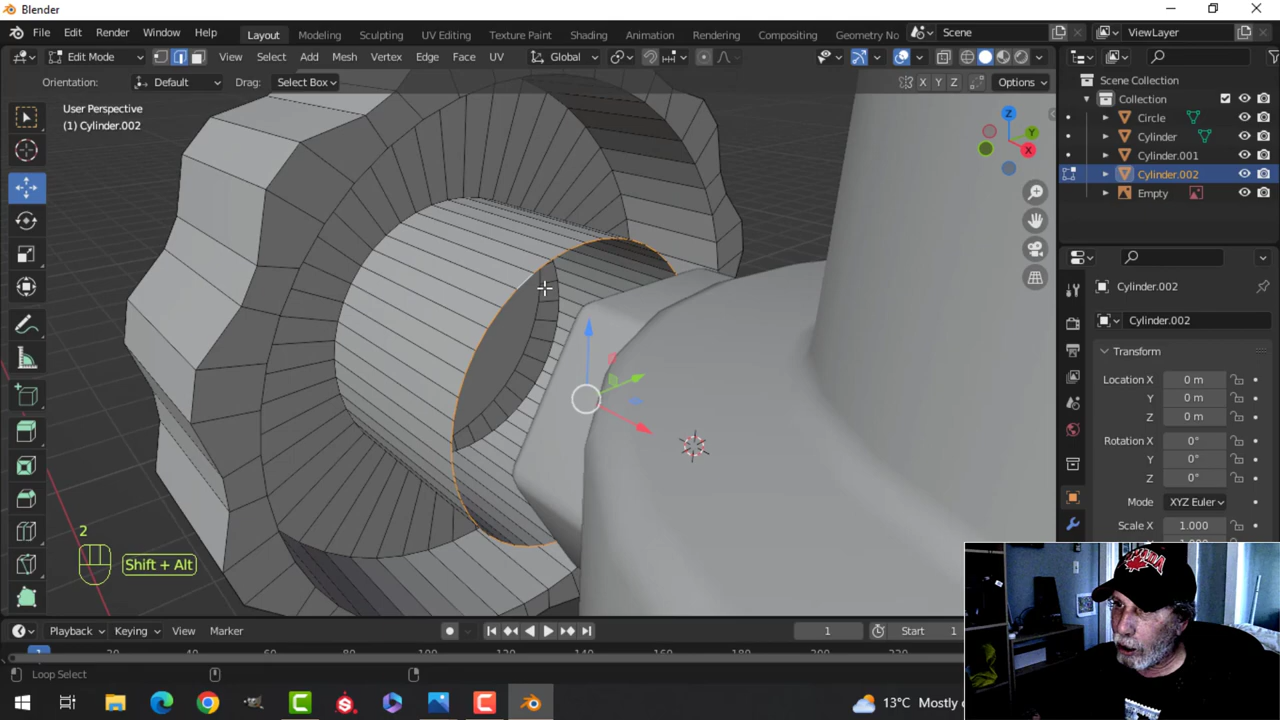 Blender
File Edit Render Window Help Layout Modeling Sculpting UV Editing Texture Paint Shading Animation Rendering Compositing Geometry No Scene ViewLayer
Edit Mode View Select Add Mesh Vertex Edge Face UV Global
Orientation: Default Drag: Select Box X Y Z Options
User Perspective
(1) Cylinder.002
Z
Y
X
Scene Collection
Collection
Circle
Cylinder
Cylinder.001
Cylinder.002
Empty
Cylinder.002
Cylinder.002
Transform
Location X 0 m
Y 0 m
Z 0 m
Rotation X 0°
Y 0°
Z 0°
Mode XYZ Euler
Scale X 1.000
2
Shift + Alt
Playback Keying View Marker 1 Start 1
Loop Select
13°C Mostly c
CANADA